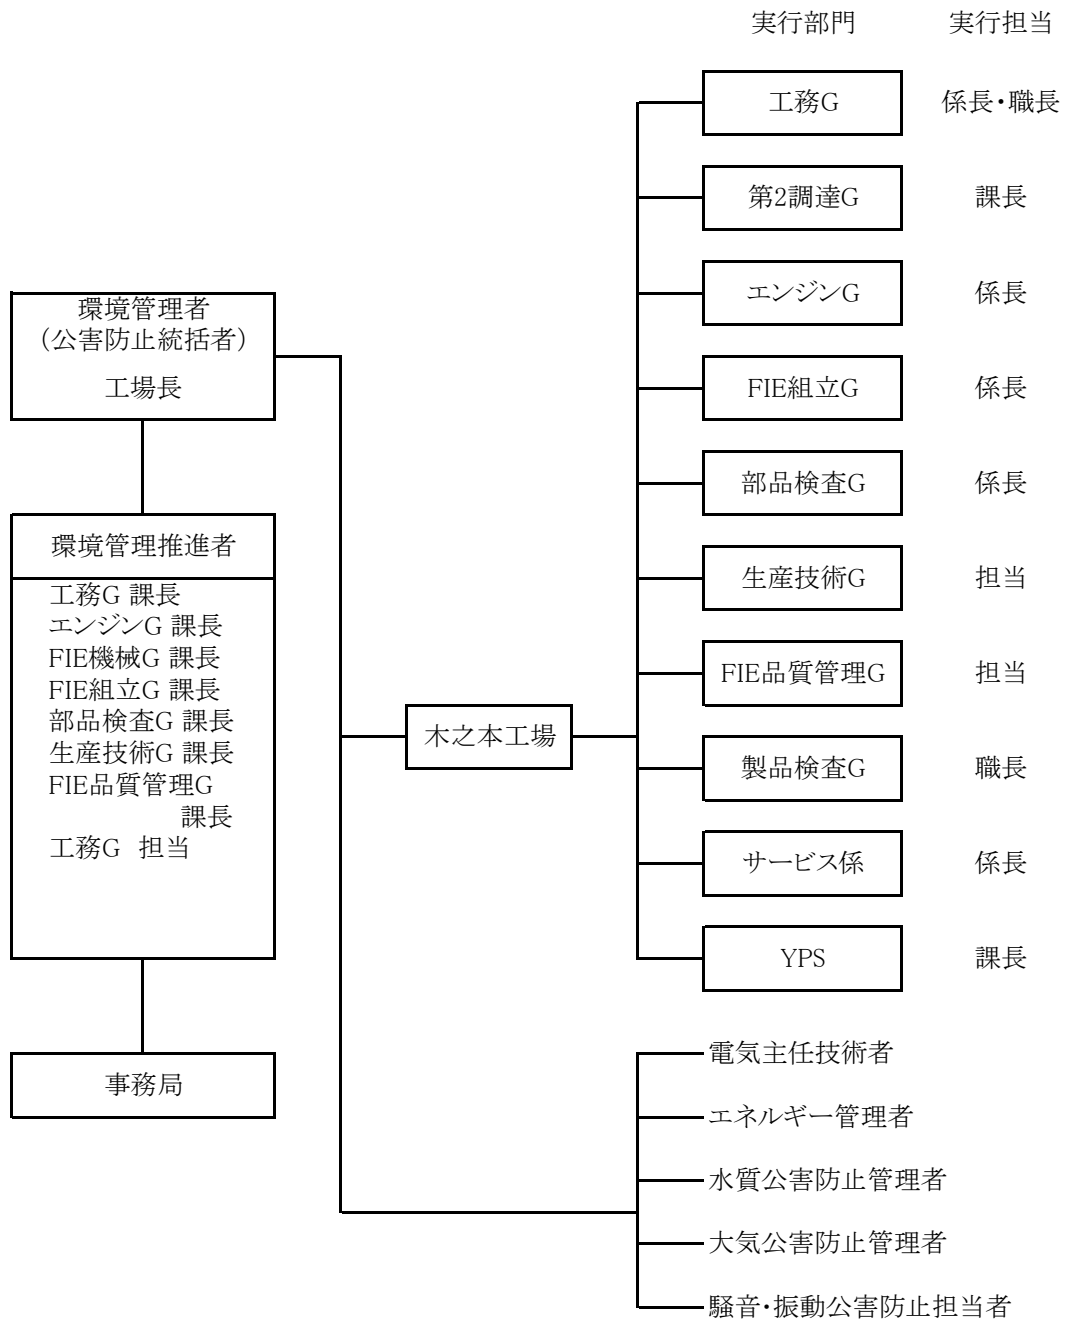 実行部門 実行担当
工務G 係長・職長
第2調達G 課長
エンジンG 係長
FIE組立G 係長
部品検査G 係長
生産技術G 担当
FIE品質管理G 担当
製品検査G 職長
サービス係 係長
YPS 課長
環境管理者
（公害防止統括者）
工場長
環境管理推進者
工務G 課長
エンジンG 課長
FIE機械G 課長
FIE組立G 課長
部品検査G 課長
生産技術G 課長
FIE品質管理G
課長
工務G 担当
事務局
木之本工場
電気主任技術者
エネルギー管理者
水質公害防止管理者
大気公害防止管理者
騒音・振動公害防止担当者